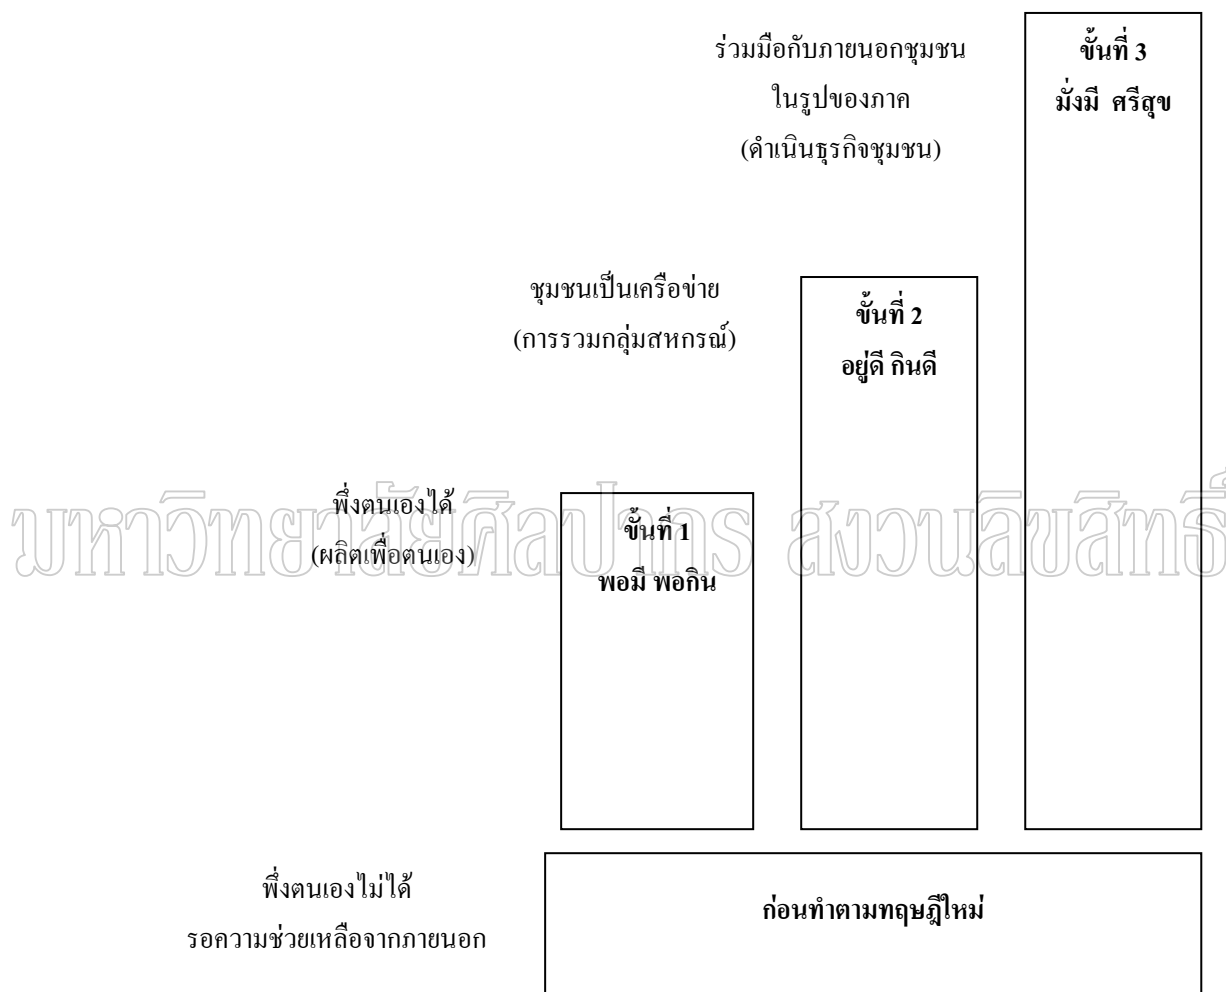 ร่วมมือกับภายนอกชุมชน
ในรูปของภาค
(ดำเนินธุรกิจชุมชน)
ขั้นที่ 3
มั่งมี ศรีสุข
ชุมชนเป็นเครือข่าย
(การรวมกลุ่มสหกรณ์)
ขั้นที่ 2
อยู่ดี กินดี
พึ่งตนเองได้
(ผลิตเพื่อตนเอง)
ขั้นที่ 1
พอมี พอกิน
มหาวิทยาลัยศิลปากร สงวนลิขสิทธิ์
พึ่งตนเองไม่ได้
รอความช่วยเหลือจากภายนอก
ก่อนทำตามทฤษฎีใหม่